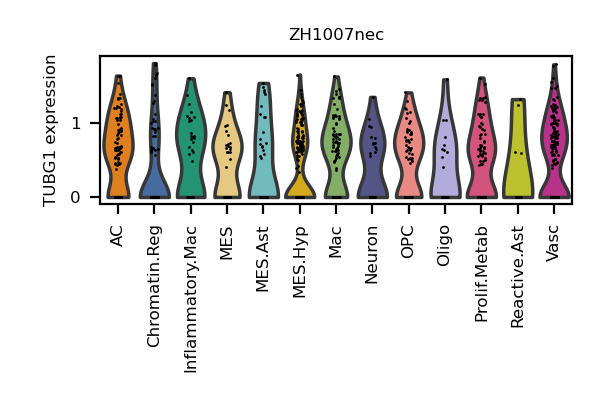 ZH1007nec
TUBG1 expression
1
0
AC
Chromatin.Reg
Inflammatory.Mac
MES
MES.Ast
MES.Hyp
Mac
Neuron
OPC
Oligo
Prolif.Metab
Reactive.Ast
Vasc